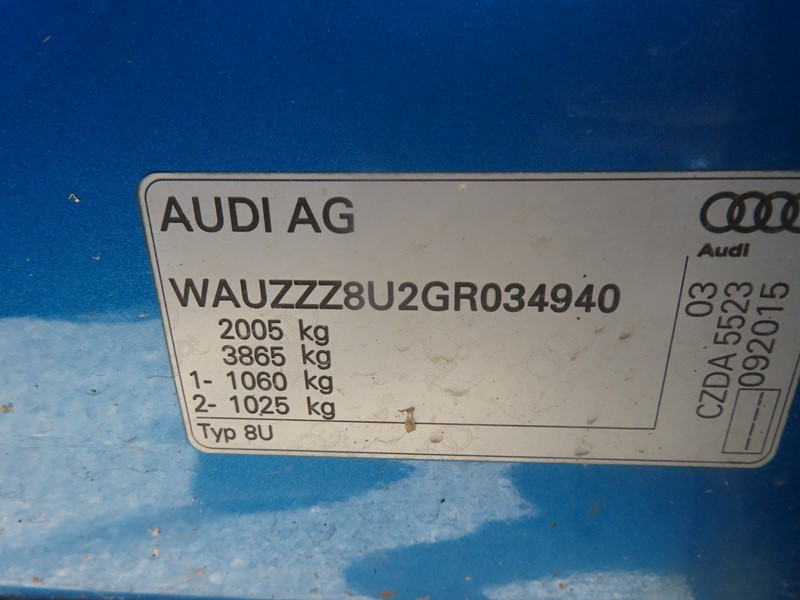 AUDI AG
WAUZZZ8U2GR034940
2005 kg
3865 kg
1- 1060 kg
2- 1025 kg
Typ 8U
Audi
03
CZDA 5523
092015
----